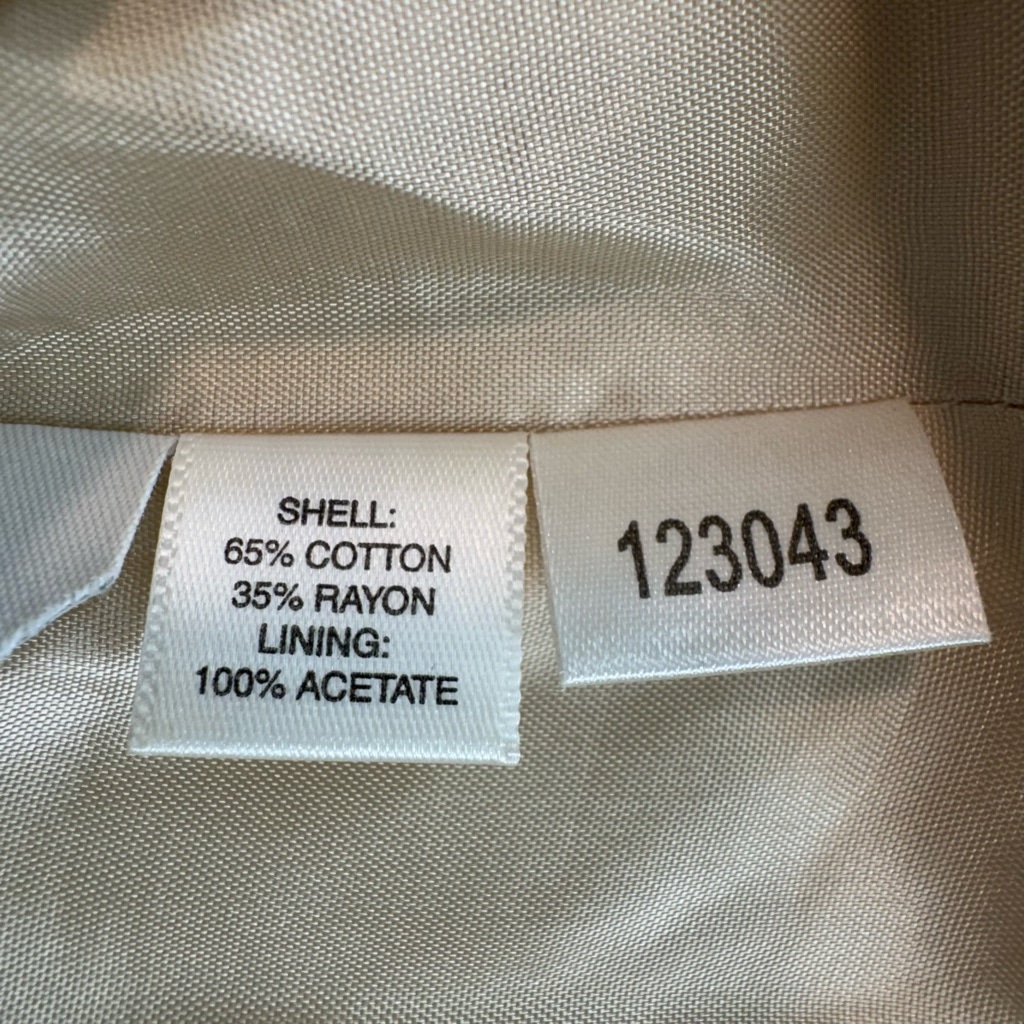 SHELL:
65% COTTON
35% RAYON
LINING:
100% ACETATE
123043